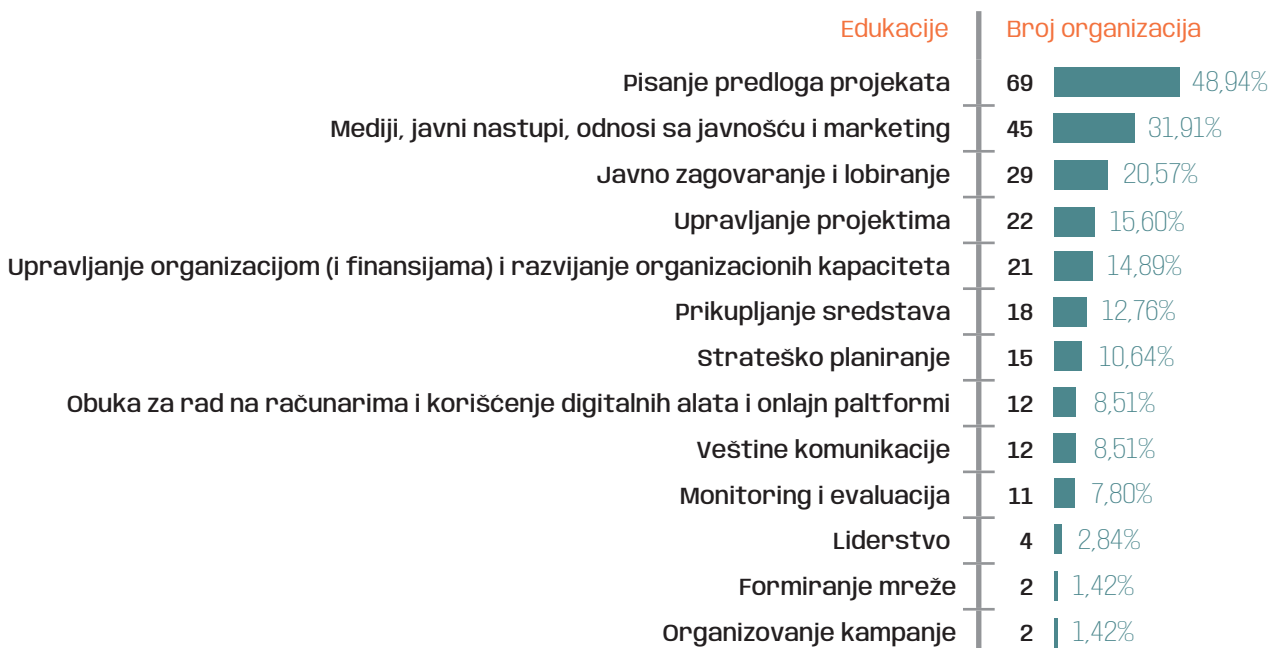 Edukacije Broj organizacija
Pisanje predloga projekata 69 48,94%
Mediji, javni nastupi, odnosi sa javnošću i marketing 45 31,91%
Javno zagovaranje i lobiranje 29 20,57%
Upravljanje projektima 22 15,60%
Upravljanje organizacijom (i finansijama) i razvijanje organizacionih kapaciteta 21 14,89%
Prikupljanje sredstava 18 12,76%
Strateško planiranje 15 10,64%
Obuka za rad na računarima i korišćenje digitalnih alata i onlajn paltformi 12 8,51%
Veštine komunikacije 12 8,51%
Monitoring i evaluacija 11 7,80%
Liderstvo 4 2,84%
Formiranje mreže 2 1,42%
Organizovanje kampanje 2 1,42%